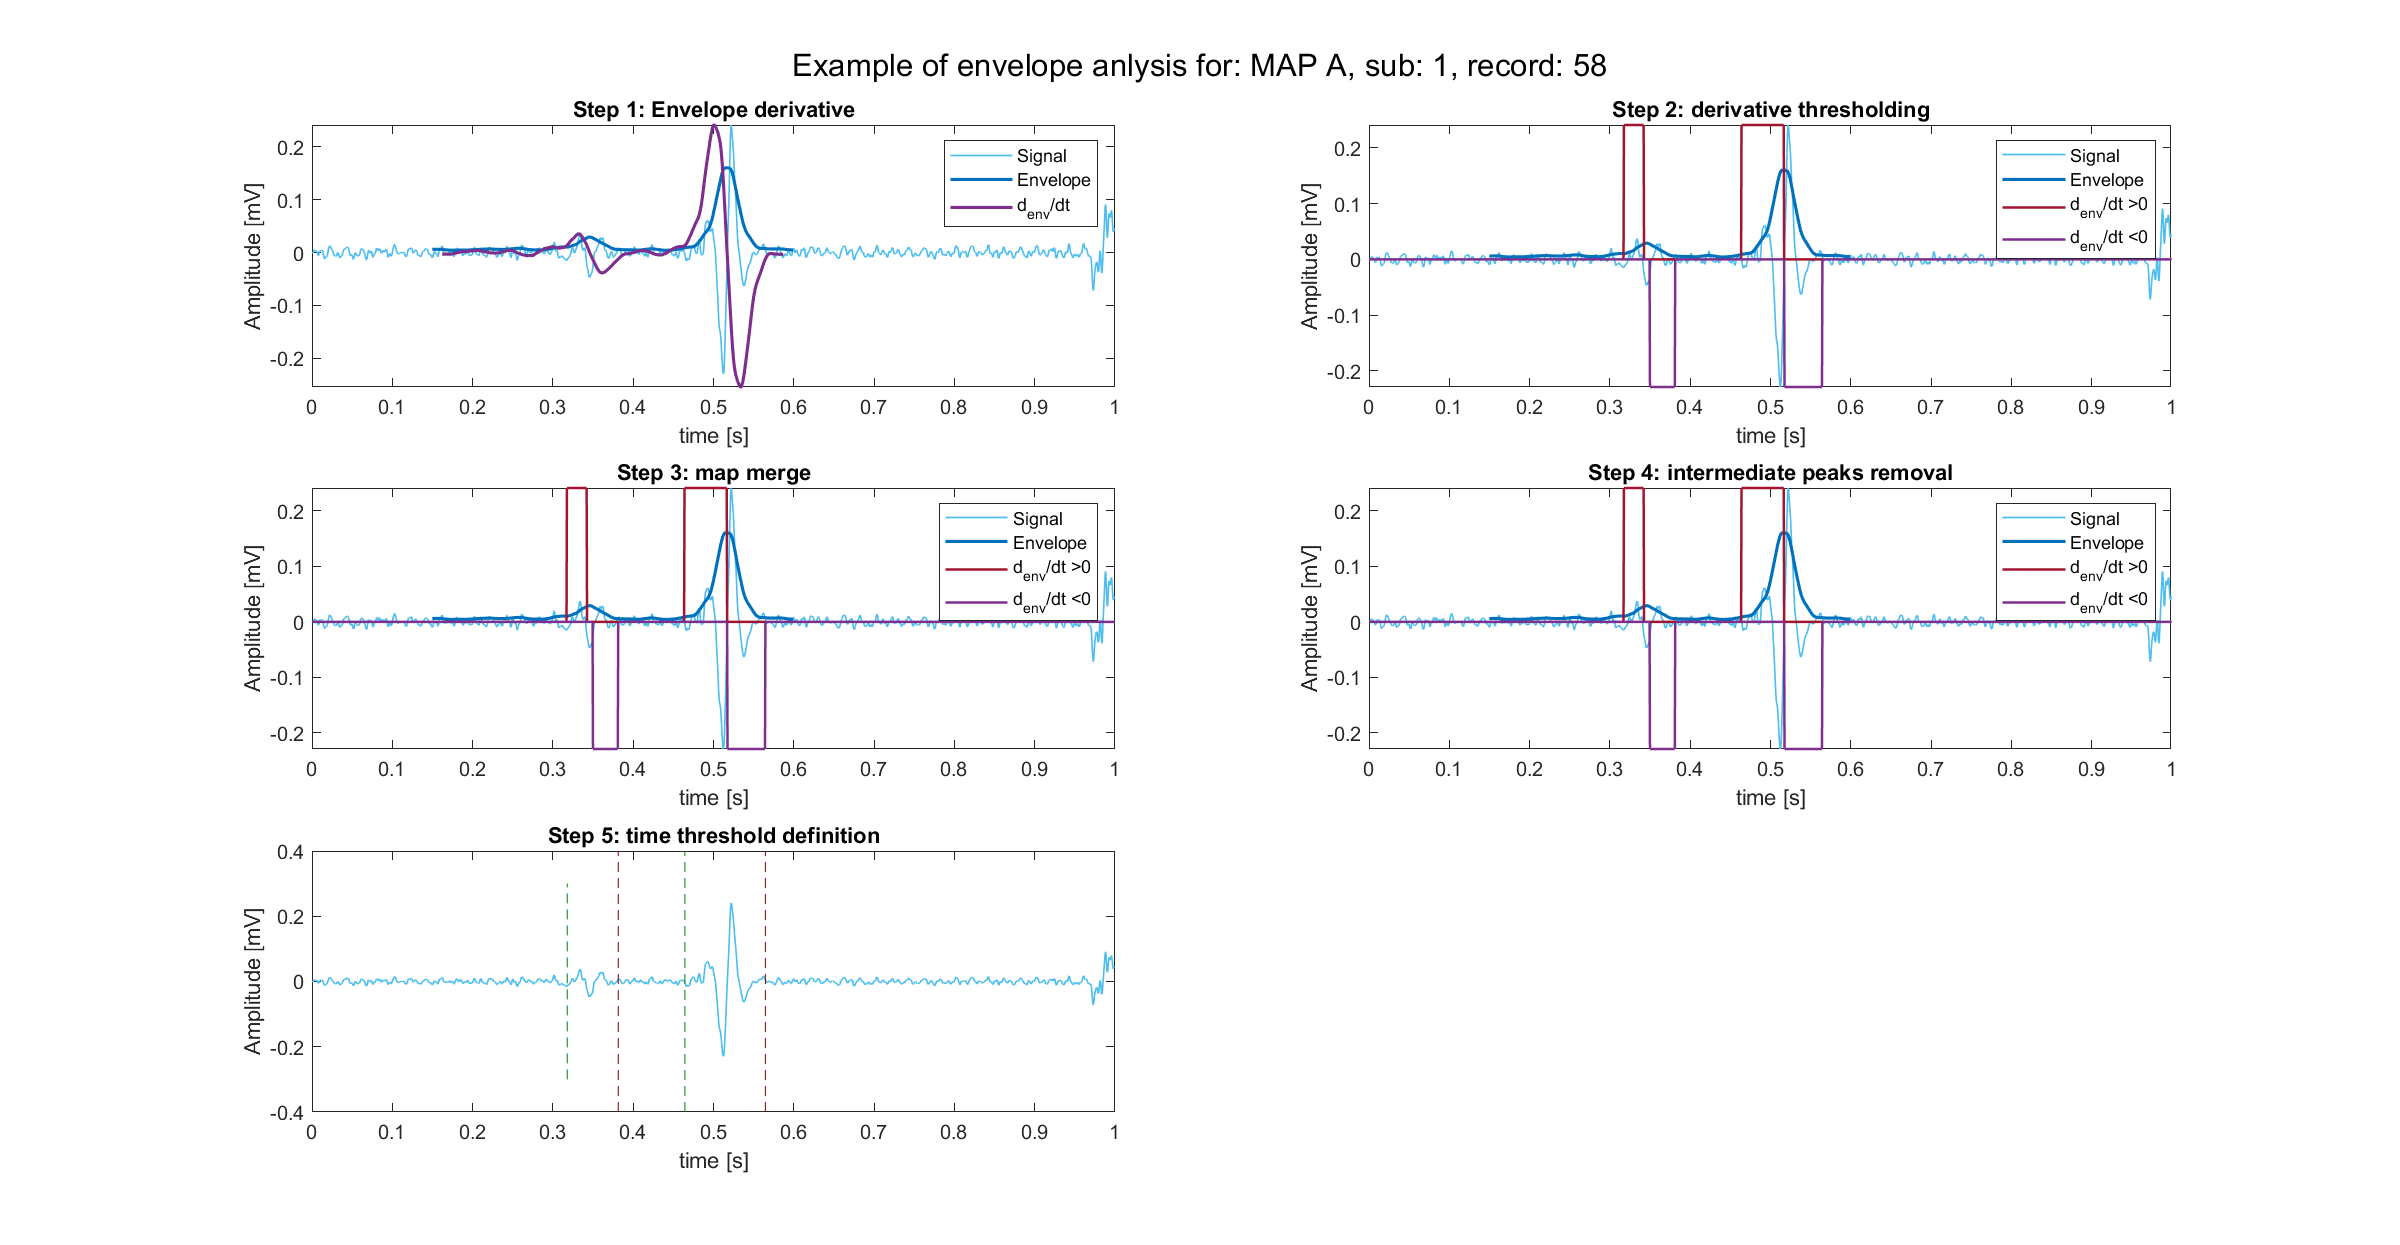 Example of envelope anlysis for: MAP A, sub: 1, record: 58
Step 1: Envelope derivative
0.2
0.1
0
-0.1
-0.2
Amplitude [mV]
0 0.1 0.2 0.3 0.4 0.5 0.6 0.7 0.8 0.9 1
time [s]
Signal
Envelope
d_env/dt
Step 2: derivative thresholding
0.2
0.1
0
-0.1
-0.2
Amplitude [mV]
0 0.1 0.2 0.3 0.4 0.5 0.6 0.7 0.8 0.9 1
time [s]
Signal
Envelope
d_env/dt >0
d_env/dt <0
Step 3: map merge
0.2
0.1
0
-0.1
-0.2
Amplitude [mV]
0 0.1 0.2 0.3 0.4 0.5 0.6 0.7 0.8 0.9 1
time [s]
Signal
Envelope
d_env/dt >0
d_env/dt <0
Step 4: intermediate peaks removal
0.2
0.1
0
-0.1
-0.2
Amplitude [mV]
0 0.1 0.2 0.3 0.4 0.5 0.6 0.7 0.8 0.9 1
time [s]
Signal
Envelope
d_env/dt >0
d_env/dt <0
Step 5: time threshold definition
0.4
0.2
0
-0.2
-0.4
Amplitude [mV]
0 0.1 0.2 0.3 0.4 0.5 0.6 0.7 0.8 0.9 1
time [s]